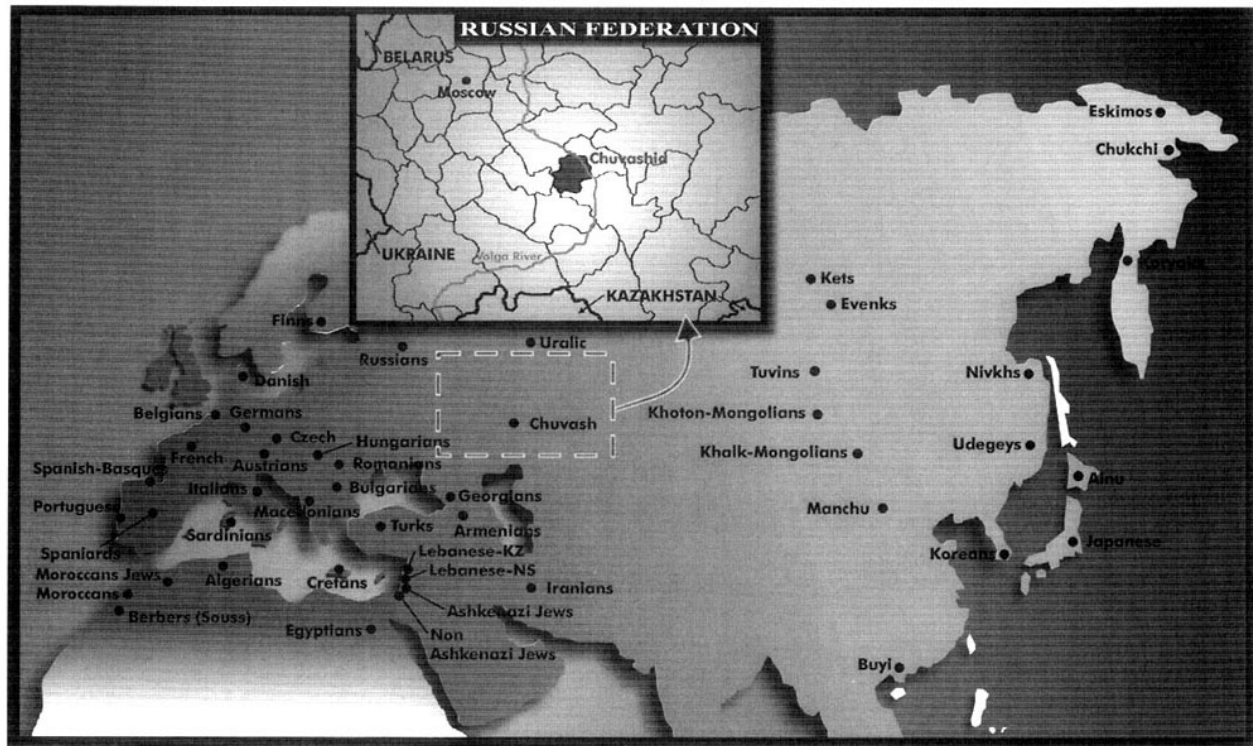 RUSSIAN FEDERATION
BELARUS
Moscow
Chuvashid
UKRAINE
Volga River
KAZAKHSTAN
Eskimos
Chukchi
Koryaks
Kets
Evenks
Finns
Uralic
Russians
Danish
Tuvins
Nivkhs
Belgians
Germans
Khoton-Mongolians
Chuvash
Czech
Hungarians
French
Austrians
Romanians
Khalk-Mongolians
Udegeys
Spanish-Basques
Italians
Bulgarians
Ainu
Portuguese
Macedonians
Georgians
Manchu
Sardinians
Turks
Armenians
Spaniards
Lebanese-KZ
Koreans
Japanese
Moroccans Jews
Algerians
Cretans
Lebanese-NS
Moroccans
Iranians
Berbers (Souss)
Ashkenazi Jews
Egyptians
Non
Ashkenazi Jews
Buyi